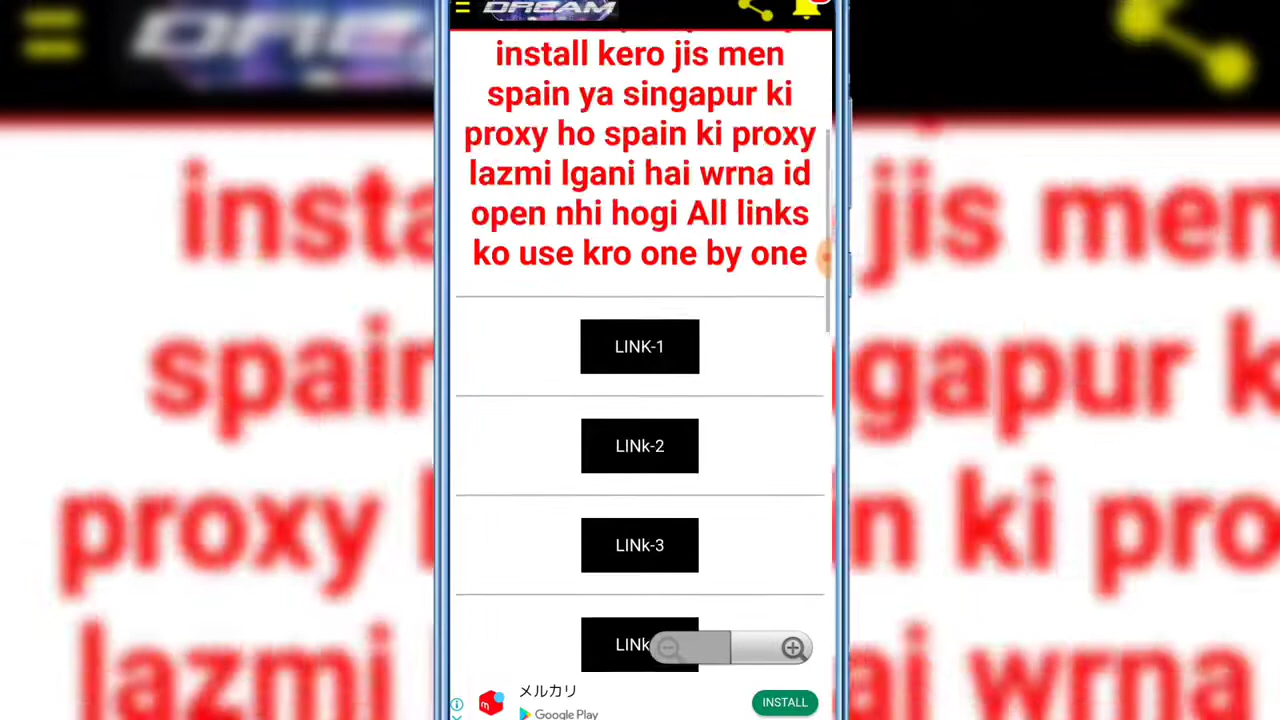 DREAM
install kero jis men
spain ya singapur ki
proxy ho spain ki proxy
lazmi lgani hai wrna id
open nhi hogi All links
ko use kro one by one
LINK-1
LINk-2
LINk-3
LINk
メルカリ
Google Play
INSTALL